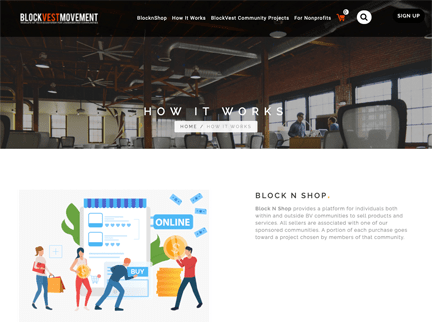 BLOCKVESTMOVEMENT
BlocknShop How It Works BlockVest Community Projects For Nonprofits 0 SIGN UP
HOW IT WORKS
HOME / HOW IT WORKS
ONLINE
BUY
BLOCK N SHOP.
Block N Shop provides a platform for individuals both
within and outside BV communities to sell products and
services. All sellers are associated with one of our
sponsored communities. A portion of each purchase goes
toward a project chosen by members of that community.